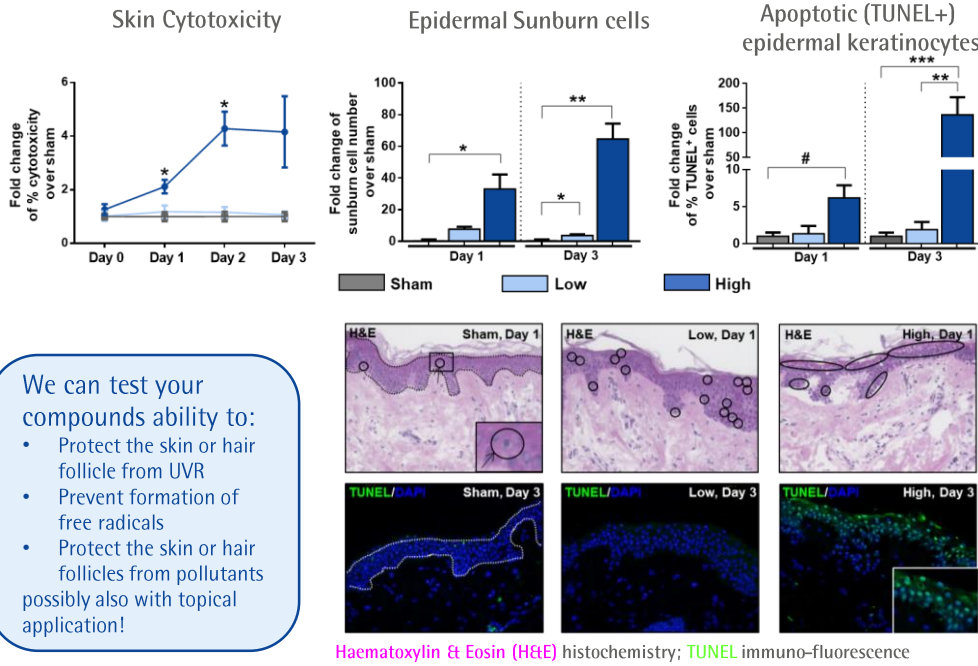 Skin Cytotoxicity
Epidermal Sunburn cells
Apoptotic (TUNEL+)
epidermal keratinocytes
Fold change
of % cytotoxicity
over sham
6
4
2
0
*
*
Day 0
Day 1
Day 2
Day 3
Fold change of
sunburn cell number
over sham
100
80
60
40
20
0
*
*
**
Day 1
Day 3
Fold change
of % TUNEL+ cells
over sham
200
150
100
50
10
5
0
#
***
**
Day 1
Day 3
Sham
Low
High
H&E
Sham, Day 1
H&E
Low, Day 1
H&E
High, Day 1
TUNEL/DAPI
Sham, Day 3
TUNEL/DAPI
Low, Day 3
TUNEL/DAPI
High, Day 3
We can test your
compounds ability to:
• Protect the skin or hair
follicle from UVR
• Prevent formation of
free radicals
• Protect the skin or hair
follicles from pollutants
possibly also with topical
application!
Haematoxylin & Eosin (H&E) histochemistry; TUNEL immuno-fluorescence